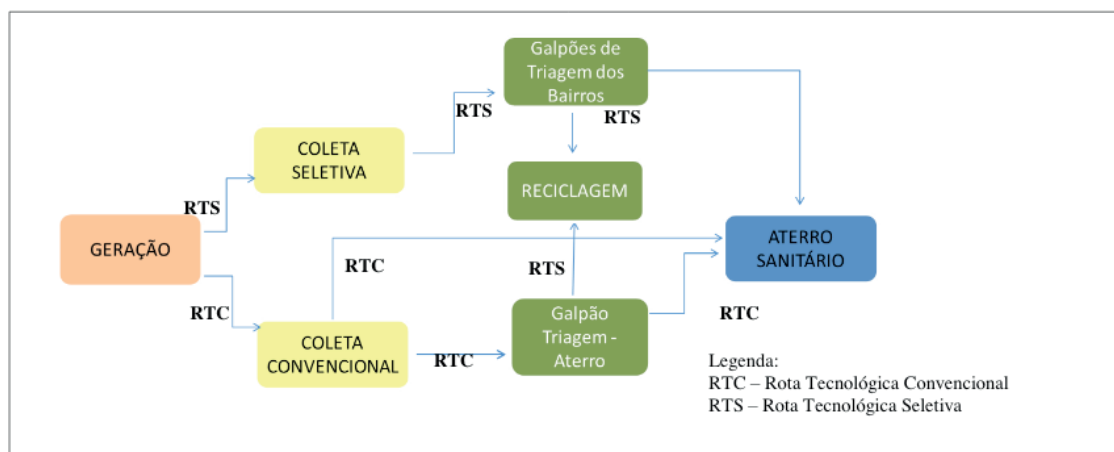 Galpões de
Triagem dos
Bairros
RTS
RTS
COLETA
SELETIVA
RECICLAGEM
RTS
GERAÇÃO
ATERRO
SANITÁRIO
RTC
RTS
RTC
Galpão
Triagem -
Aterro
RTC
COLETA
CONVENCIONAL
RTC
Legenda:
RTC – Rota Tecnológica Convencional
RTS – Rota Tecnológica Seletiva